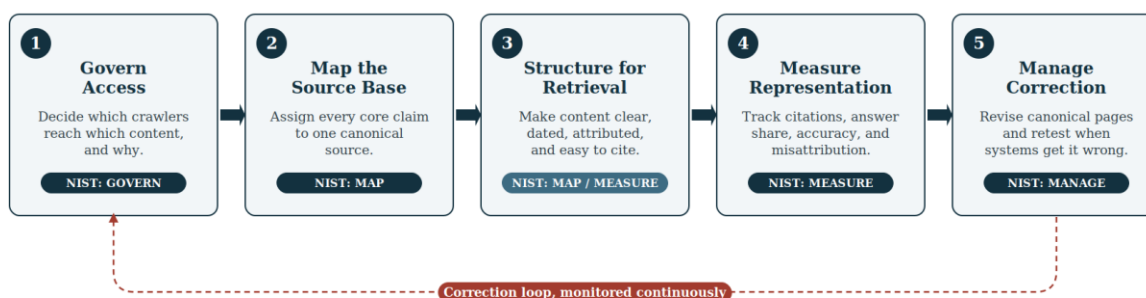 1
Govern
Access
Decide which crawlers
reach which content,
and why.
NIST: GOVERN
2
Map the
Source Base
Assign every core claim
to one canonical
source.
NIST: MAP
3
Structure for
Retrieval
Make content clear,
dated, attributed,
and easy to cite.
NIST: MAP / MEASURE
4
Measure
Representation
Track citations, answer
share, accuracy, and
misattribution.
NIST: MEASURE
5
Manage
Correction
Revise canonical pages
and retest when
systems get it wrong.
NIST: MANAGE
Correction loop, monitored continuously